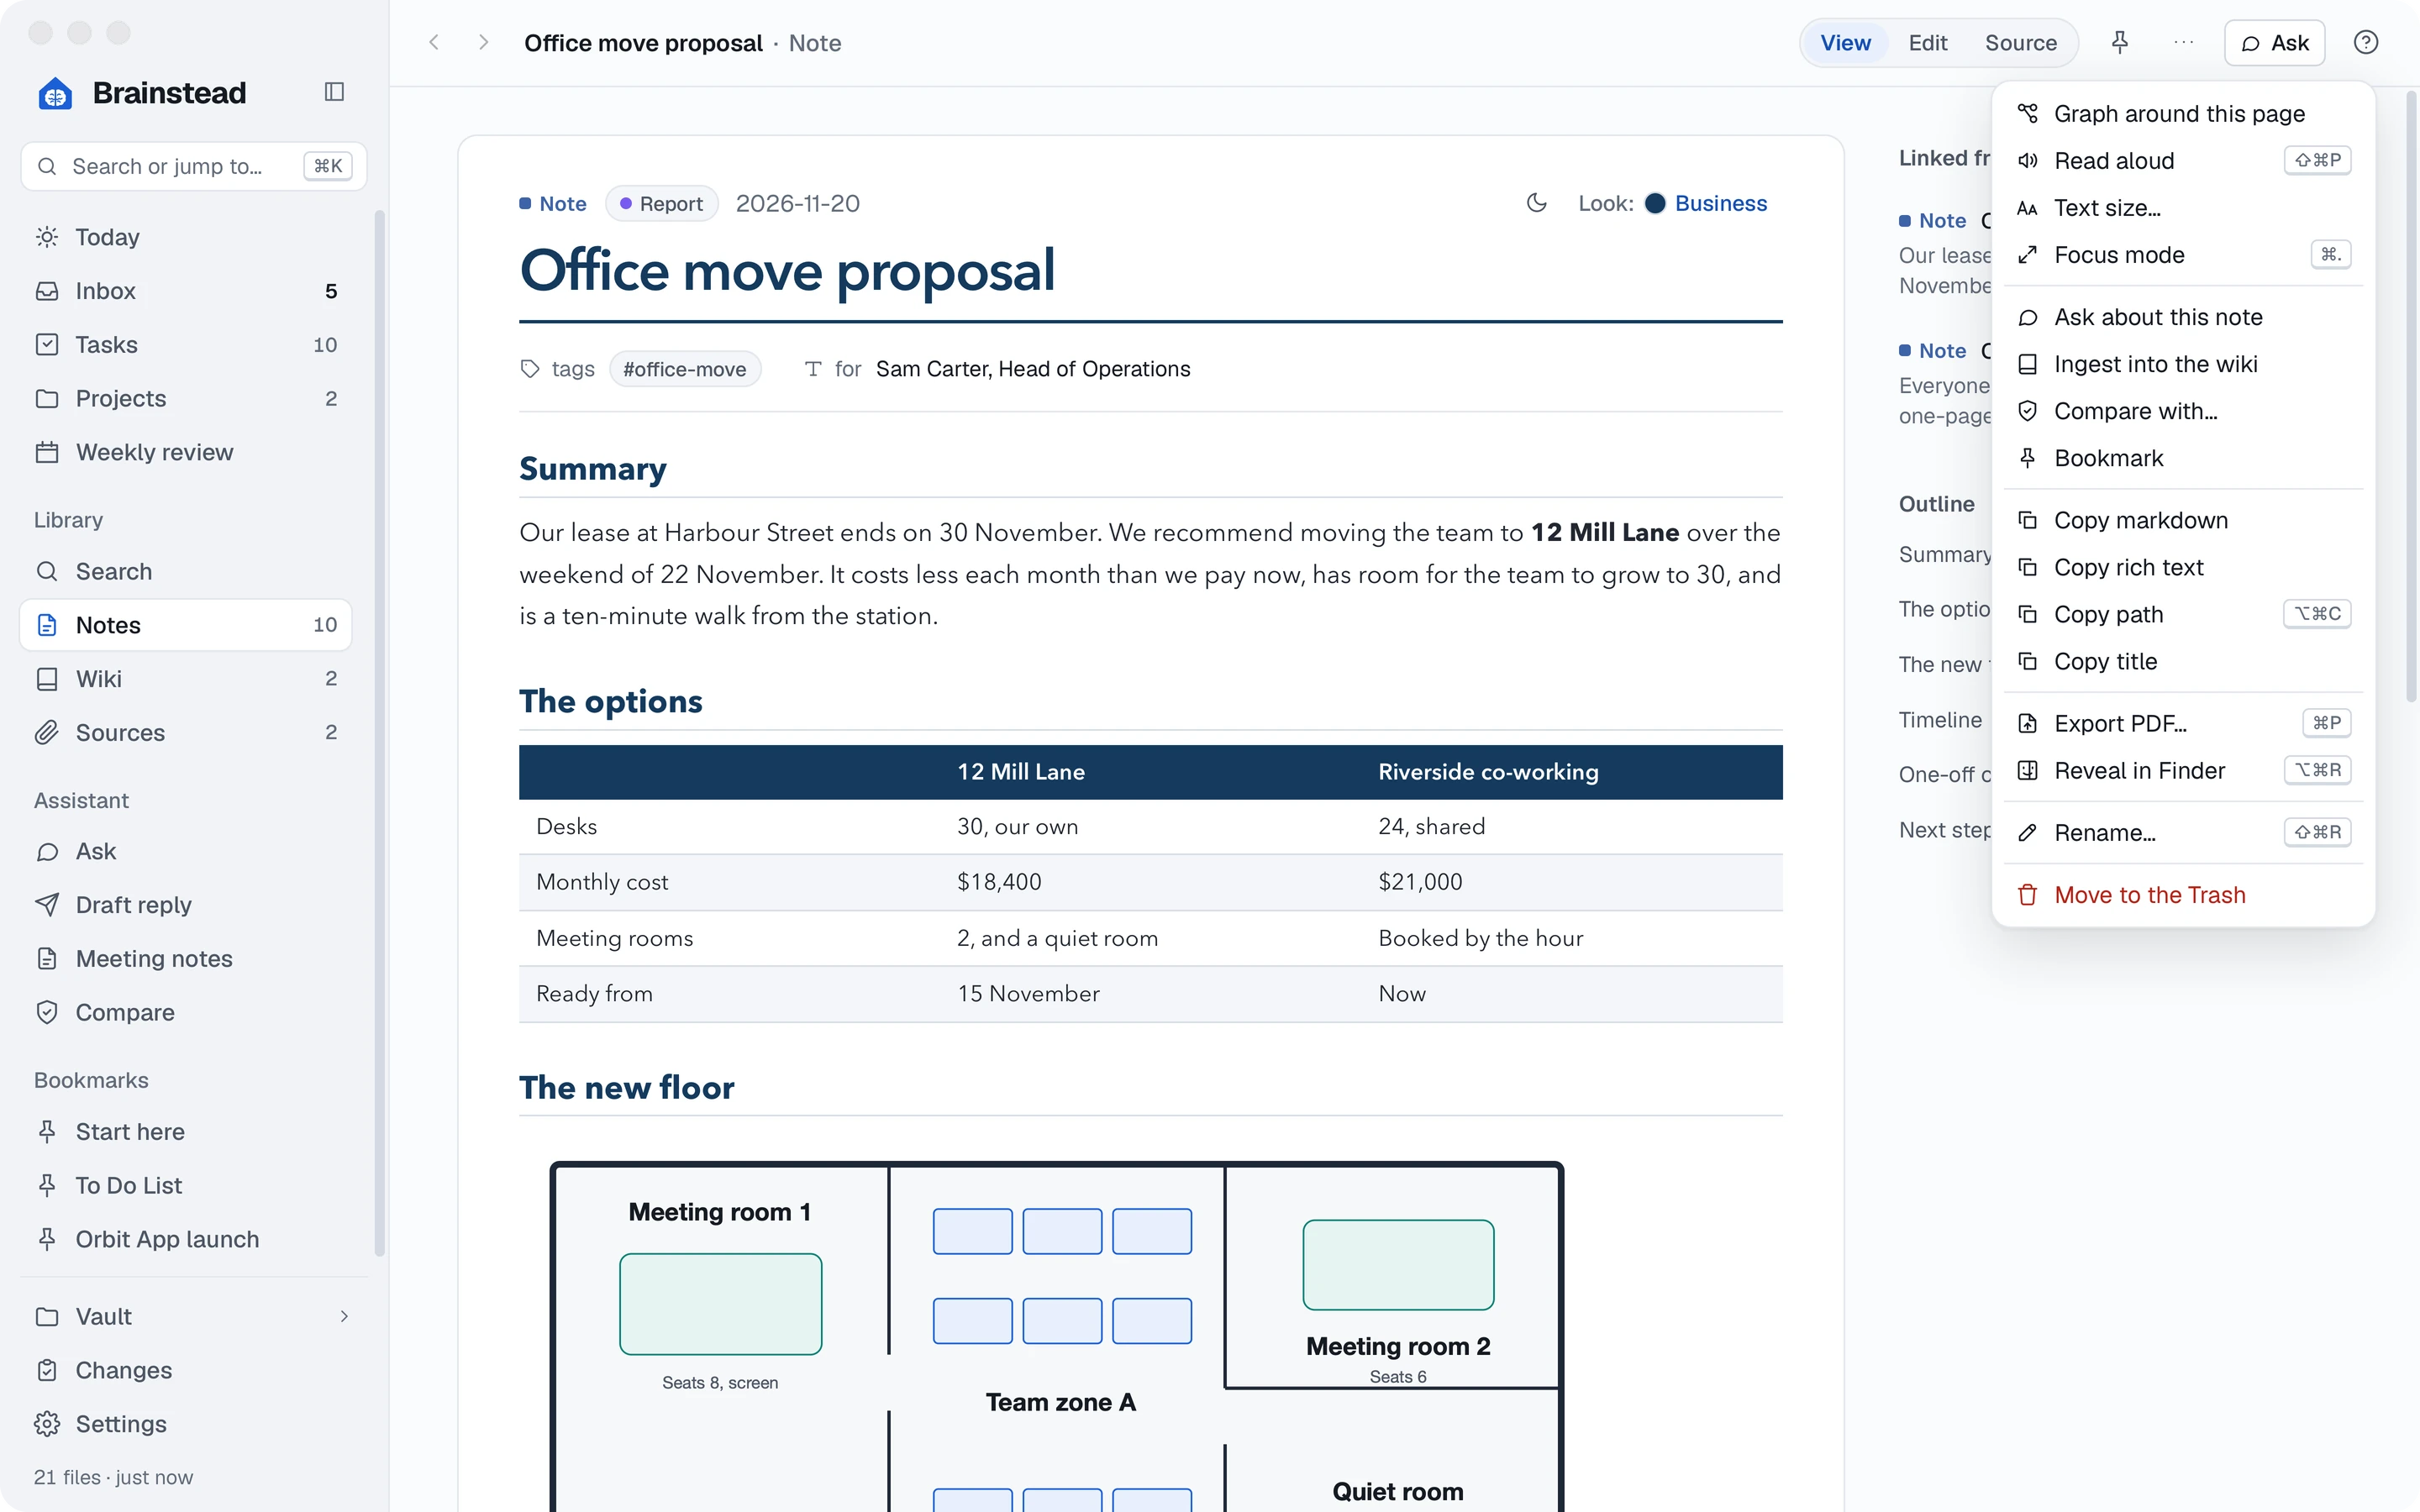 Brainstead
Search or jump to… ⌘K
Today
Inbox 5
Tasks 10
Projects 2
Weekly review
Library
Search
Notes 10
Wiki 2
Sources 2
Assistant
Ask
Draft reply
Meeting notes
Compare
Bookmarks
Start here
To Do List
Orbit App launch
Vault
Changes
Settings
21 files · just now
Office move proposal · Note
View Edit Source
Ask
Note Report 2026-11-20
Look: Business
Office move proposal
tags #office-move for Sam Carter, Head of Operations
Summary
Our lease at Harbour Street ends on 30 November. We recommend moving the team to 12 Mill Lane over the
weekend of 22 November. It costs less each month than we pay now, has room for the team to grow to 30, and
is a ten-minute walk from the station.
The options
12 Mill Lane Riverside co-working
Desks 30, our own 24, shared
Monthly cost $18,400 $21,000
Meeting rooms 2, and a quiet room Booked by the hour
Ready from 15 November Now
The new floor
Meeting room 1
Seats 8, screen
Team zone A
Meeting room 2
Seats 6
Quiet room
Linked
Note
Our lease
Note
Everyone
Outline
Summary
The
The new
Timeline
One-off
Next
Graph around this page
Read aloud ⇧⌘P
Text size…
Focus mode ⌘.
Ask about this note
Ingest into the wiki
Compare with…
Bookmark
Copy markdown
Copy rich text
Copy path ⌥⌘C
Copy title
Export PDF… ⌘P
Reveal in Finder ⌥⌘R
Rename… ⇧⌘R
Move to the Trash